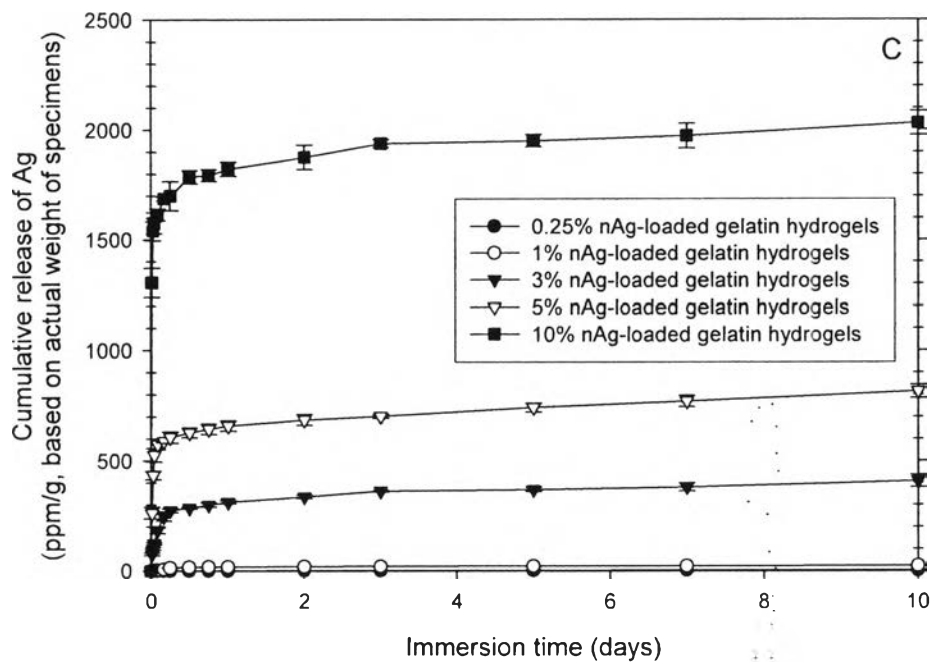 C
2500
2000
1500
1000
500
0
Cumulative release of Ag
(ppm/g, based on actual weight of specimens)
0.25% nAg-loaded gelatin hydrogels
1% nAg-loaded gelatin hydrogels
3% nAg-loaded gelatin hydrogels
5% nAg-loaded gelatin hydrogels
10% nAg-loaded gelatin hydrogels
0 2 4 6 8 10
Immersion time (days)